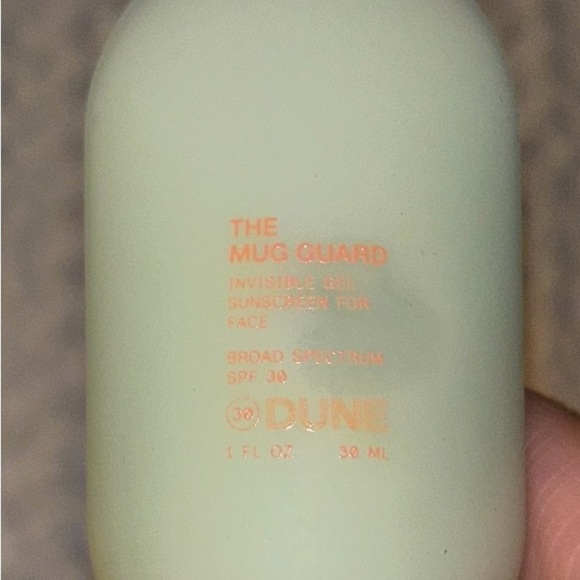 THE
MUG GUARD
INVISIBLE GEL
SUNSCREEN FOR
FACE
BROAD SPECTRUM
SPF 30
30 DUNE
1 FL OZ 30 ML